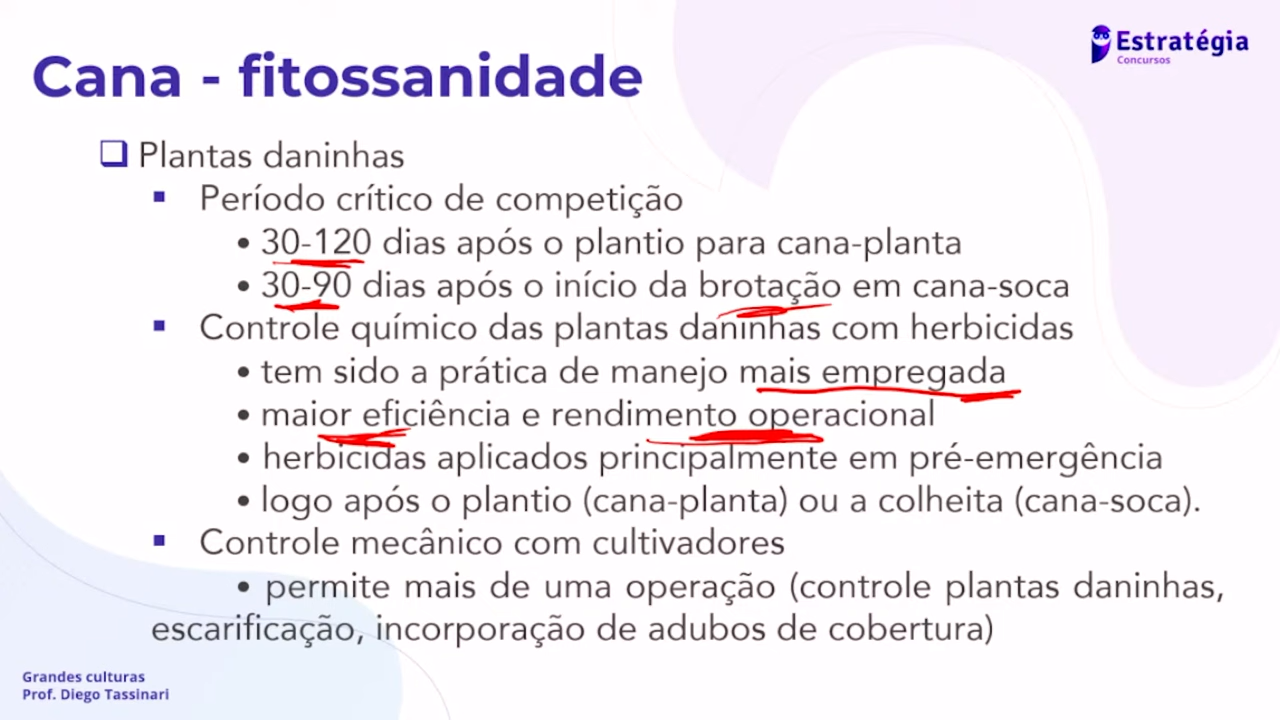 Estratégia
Concursos
Cana - fitossanidade
❑ Plantas daninhas
▪ Período crítico de competição
• 30-120 dias após o plantio para cana-planta
• 30-90 dias após o início da brotação em cana-soca
▪ Controle químico das plantas daninhas com herbicidas
• tem sido a prática de manejo mais empregada
• maior eficiência e rendimento operacional
• herbicidas aplicados principalmente em pré-emergência
• logo após o plantio (cana-planta) ou a colheita (cana-soca).
▪ Controle mecânico com cultivadores
• permite mais de uma operação (controle plantas daninhas,
escarificação, incorporação de adubos de cobertura)
Grandes culturas
Prof. Diego Tassinari